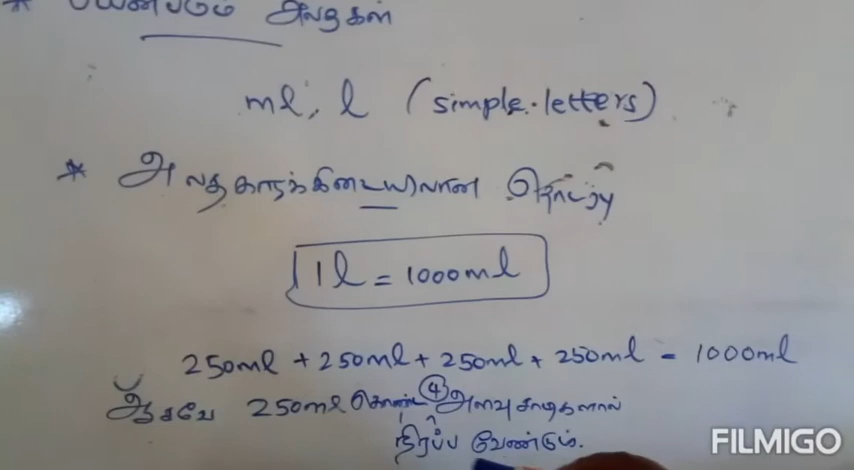 * பயன்படும் அலகுகள்
ml, l (simple letters)
* அலகுகளுக்கிடையிலான தொடர்பு
1l = 1000ml
250ml + 250ml + 250ml + 250ml = 1000ml
ஆகவே 250ml கொண்ட 4 அளவு சாடிகளால்
நிரப்ப வேண்டும்.
FILMIGO